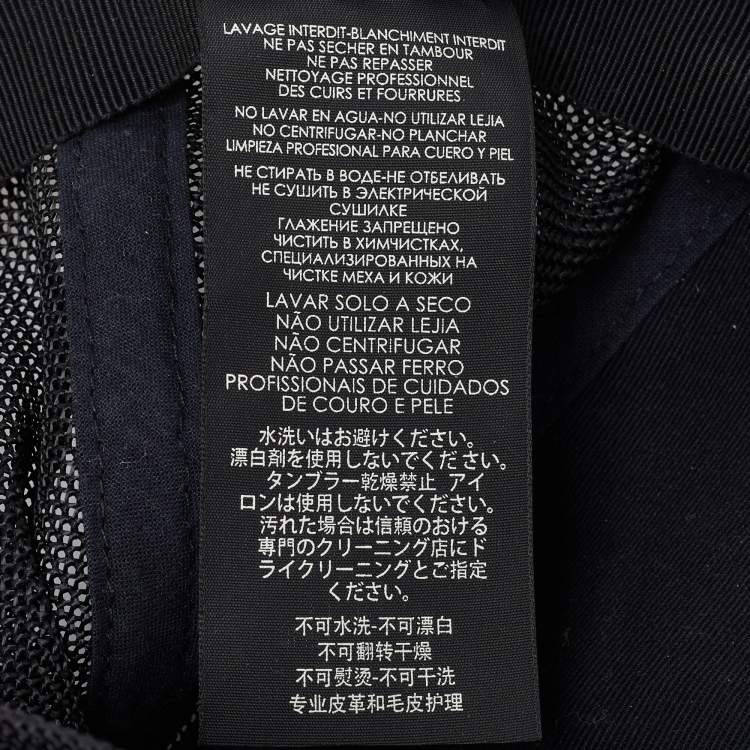 LAVAGE INTERDIT-BLANCHIMENT INTERDIT
NE PAS SECHER EN TAMBOUR
NE PAS REPASSER
NETTOYAGE PROFESSIONNEL
DES CUIRS ET FOURRURES
NO LAVAR EN AGUA-NO UTILIZAR LEJIA
NO CENTRIFUGAR-NO PLANCHAR
LIMPIEZA PROFESIONAL PARA CUERO Y PIEL
НЕ СТИРАТЬ В ВОДЕ-НЕ ОТБЕЛИВАТЬ
НЕ СУШИТЬ В ЭЛЕКТРИЧЕСКОЙ
СУШИЛКЕ
ГЛАЖЕНИЕ ЗАПРЕЩЕНО
ЧИСТИТЬ В ХИМЧИСТКАХ,
СПЕЦИАЛИЗИРОВАННЫХ НА
ЧИСТКЕ МЕХА И КОЖИ
LAVAR SOLO A SECO
NÃO UTILIZAR LEJIA
NÃO CENTRIFUGAR
NÃO PASSAR FERRO
PROFISSIONAIS DE CUIDADOS
DE COURO E PELE
水洗いはお避けください。
漂白剤を使用しないでください。
タンブラー乾燥禁止 アイ
ロンは使用しないでください。
汚れた場合は信頼のおける
専門のクリーニング店にド
ライクリーニングとご指定
ください。
不可水洗-不可漂白
不可翻转干燥
不可熨烫-不可干洗
专业皮革和毛皮护理